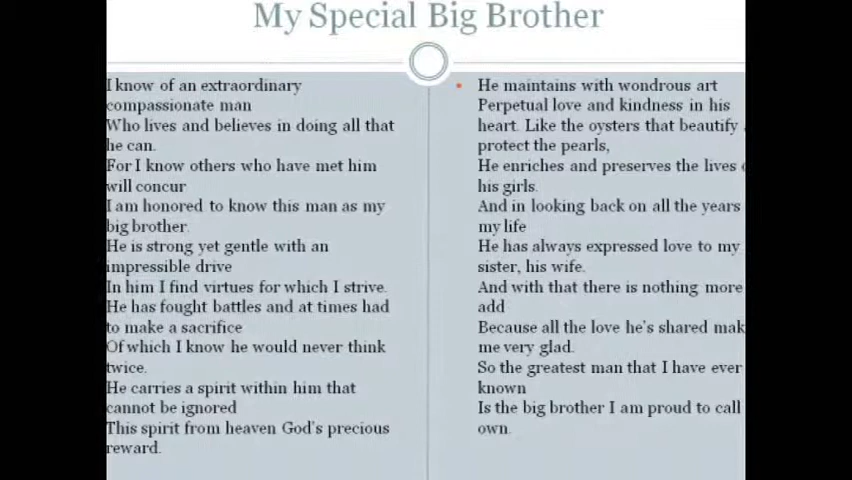 My Special Big Brother
I know of an extraordinary
compassionate man
Who lives and believes in doing all that
he can.
For I know others who have met him
will concur
I am honored to know this man as my
big brother.
He is strong yet gentle with an
impressible drive
In him I find virtues for which I strive.
He has fought battles and at times had
to make a sacrifice
Of which I know he would never think
twice.
He carries a spirit within him that
cannot be ignored
This spirit from heaven God's precious
reward.
He maintains with wondrous art
Perpetual love and kindness in his
heart. Like the oysters that beautify
protect the pearls,
He enriches and preserves the lives
his girls.
And in looking back on all the years
my life
He has always expressed love to my
sister, his wife.
And with that there is nothing more
add
Because all the love he's shared mak
me very glad.
So the greatest man that I have ever
known
Is the big brother I am proud to call
own.